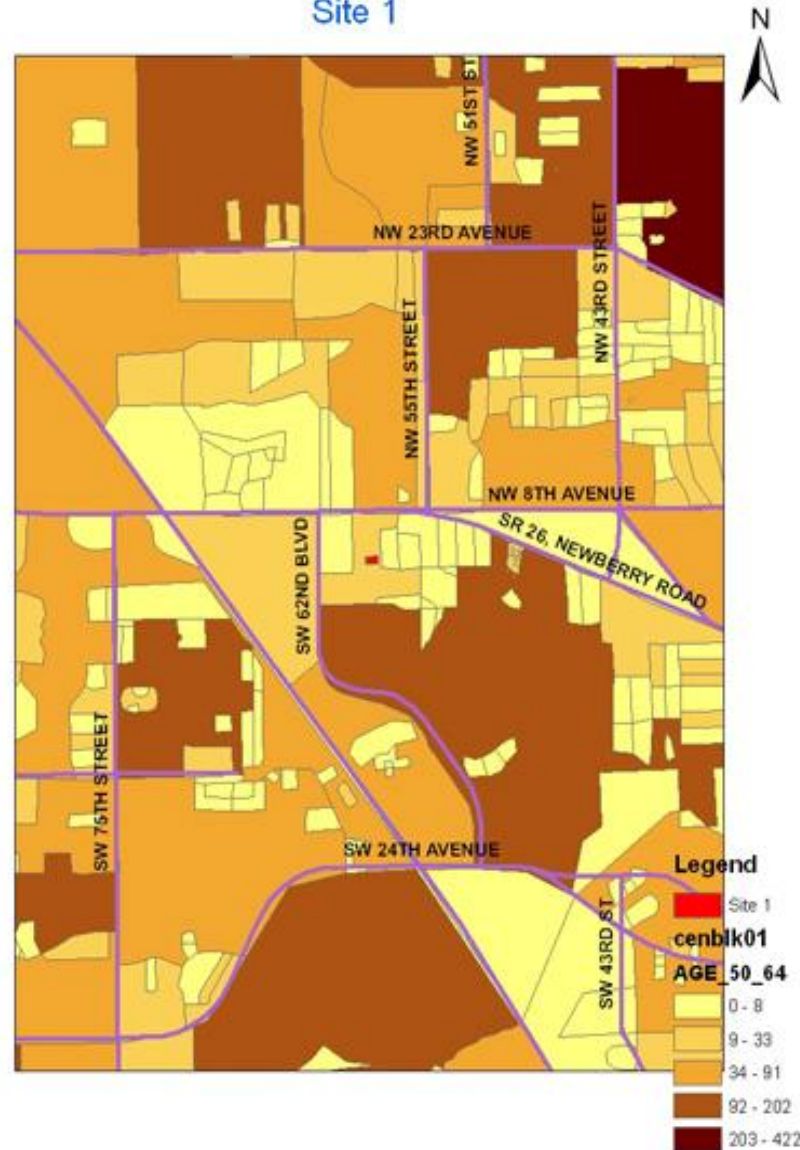 Site 1
N
NW 51ST ST
NW 23RD AVENUE
NW 43RD STREET
NW 55TH STREET
NW 8TH AVENUE
SR 26, NEWBERRY ROAD
SW 62ND BLVD
SW 75TH STREET
SW 24TH AVENUE
SW 43RD ST
Legend
Site 1
cenblk01
AGE_50_64
0 - 8
9 - 33
34 - 91
92 - 202
203 - 422